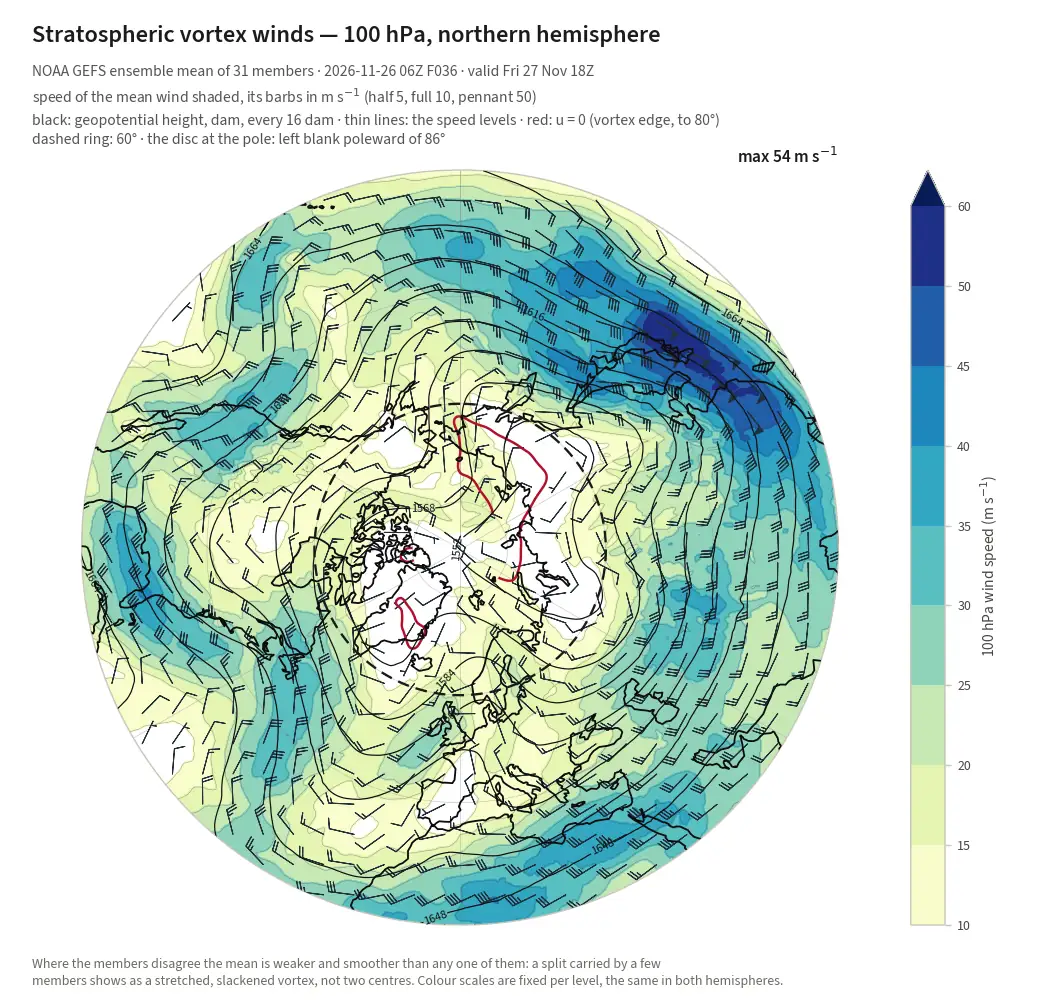 Stratospheric vortex winds — 100 hPa, northern hemisphere
NOAA GEFS ensemble mean of 31 members · 2026-11-26 06Z F036 · valid Fri 27 Nov 18Z
speed of the mean wind shaded, its barbs in m s⁻¹ (half 5, full 10, pennant 50)
black: geopotential height, dam, every 16 dam · thin lines: the speed levels · red: u = 0 (vortex edge, to 80°)
dashed ring: 60° · the disc at the pole: left blank poleward of 86°
max 54 m s⁻¹
60
50
45
40
35
30
25
20
15
10
100 hPa wind speed (m s⁻¹)
1664
1616
1664
1568
1552
1584
1648
1648
Where the members disagree the mean is weaker and smoother than any one of them: a split carried by a few
members shows as a stretched, slackened vortex, not two centres. Colour scales are fixed per level, the same in both hemispheres.